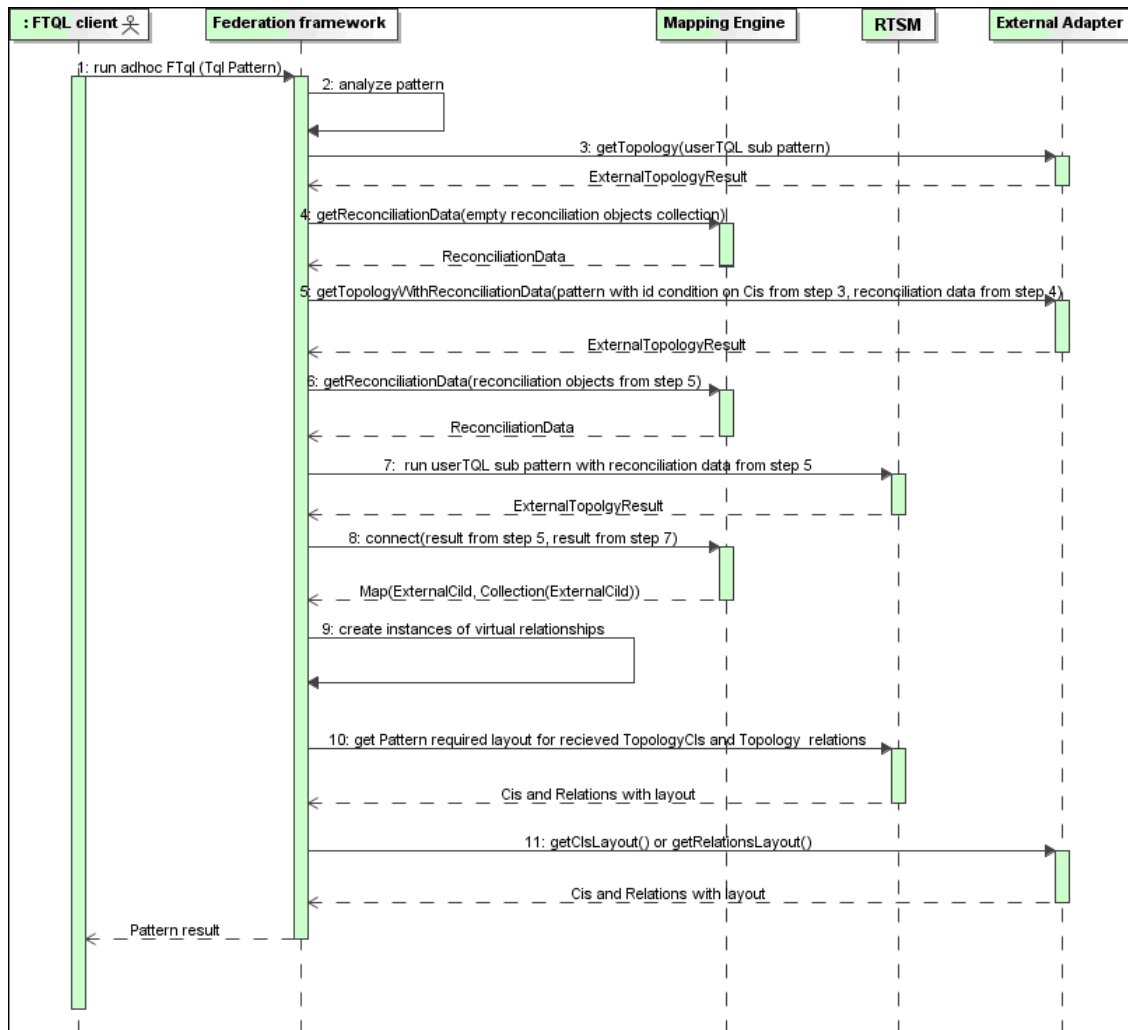 : FTQL client
Federation framework
Mapping Engine
RTSM
External Adapter
1: run adhoc FTql (Tql Pattern)
2: analyze pattern
3: getTopology(userTQL sub pattern)
ExternalTopologyResult
4: getReconciliationData(empty reconciliation objects collection)
ReconciliationData
5: getTopologyWithReconciliationData(pattern with id condition on Cis from step 3, reconciliation data from step 4)
ExternalTopologyResult
6: getReconciliationData(reconciliation objects from step 5)
ReconciliationData
7: run userTQL sub pattern with reconciliation data from step 5
ExternalTopolgyResult
8: connect(result from step 5, result from step 7)
Map(ExternalCiId, Collection(ExternalCiId))
9: create instances of virtual relationships
10: get Pattern required layout for recieved TopologyCIs and Topology relations
Cis and Relations with layout
11: getCIsLayout() or getRelationsLayout()
Cis and Relations with layout
Pattern result